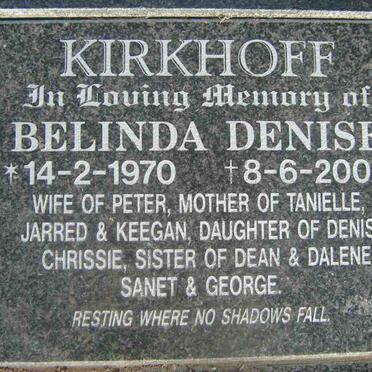 KIRKHOFF
In Loving Memory of
BELINDA DENISE
*14-2-1970 †8-6-200
WIFE OF PETER, MOTHER OF TANIELLE,
JARRED & KEEGAN, DAUGHTER OF DENIS
CHRISSIE, SISTER OF DEAN & DALENE
SANET & GEORGE.
RESTING WHERE NO SHADOWS FALL.